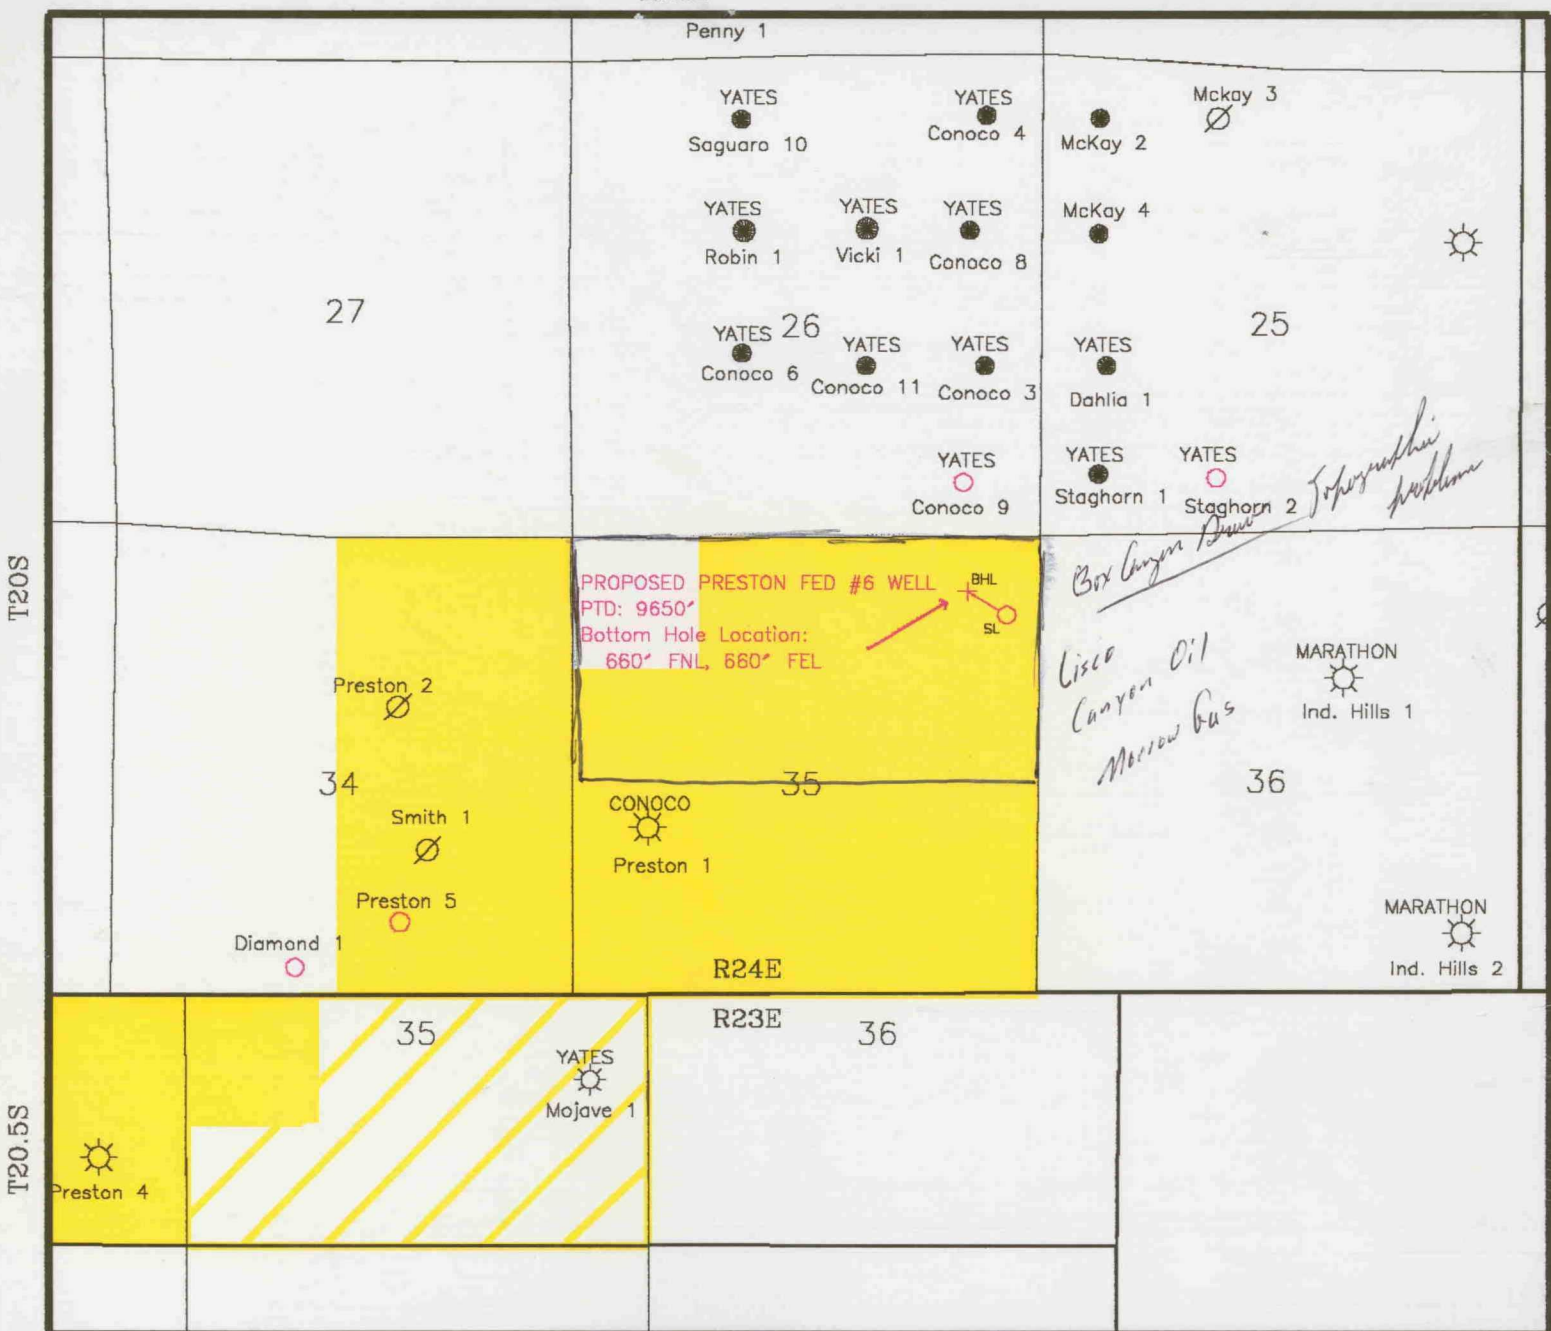 Penny 1
YATES
Saguaro 10
YATES
Conoco 4
McKay 2
Mckay 3
YATES
Robin 1
YATES
Vicki 1
YATES
Conoco 8
McKay 4
27
26
25
YATES
Conoco 6
YATES
Conoco 11
YATES
Conoco 3
YATES
Dahlia 1
YATES
Conoco 9
YATES
Staghorn 1
YATES
Staghorn 2
Topographic
problems
Box Canyon Draw
T20S
PROPOSED PRESTON FED #6 WELL
PTD: 9650'
Bottom Hole Location:
660' FNL, 660' FEL
BHL
SL
Cisco
Canyon Oil
Morrow Gas
MARATHON
Ind. Hills 1
Preston 2
34
35
36
Smith 1
CONOCO
Preston 1
Preston 5
Diamond 1
MARATHON
Ind. Hills 2
R24E
R23E
35
36
YATES
Mojave 1
T20.5S
Preston 4